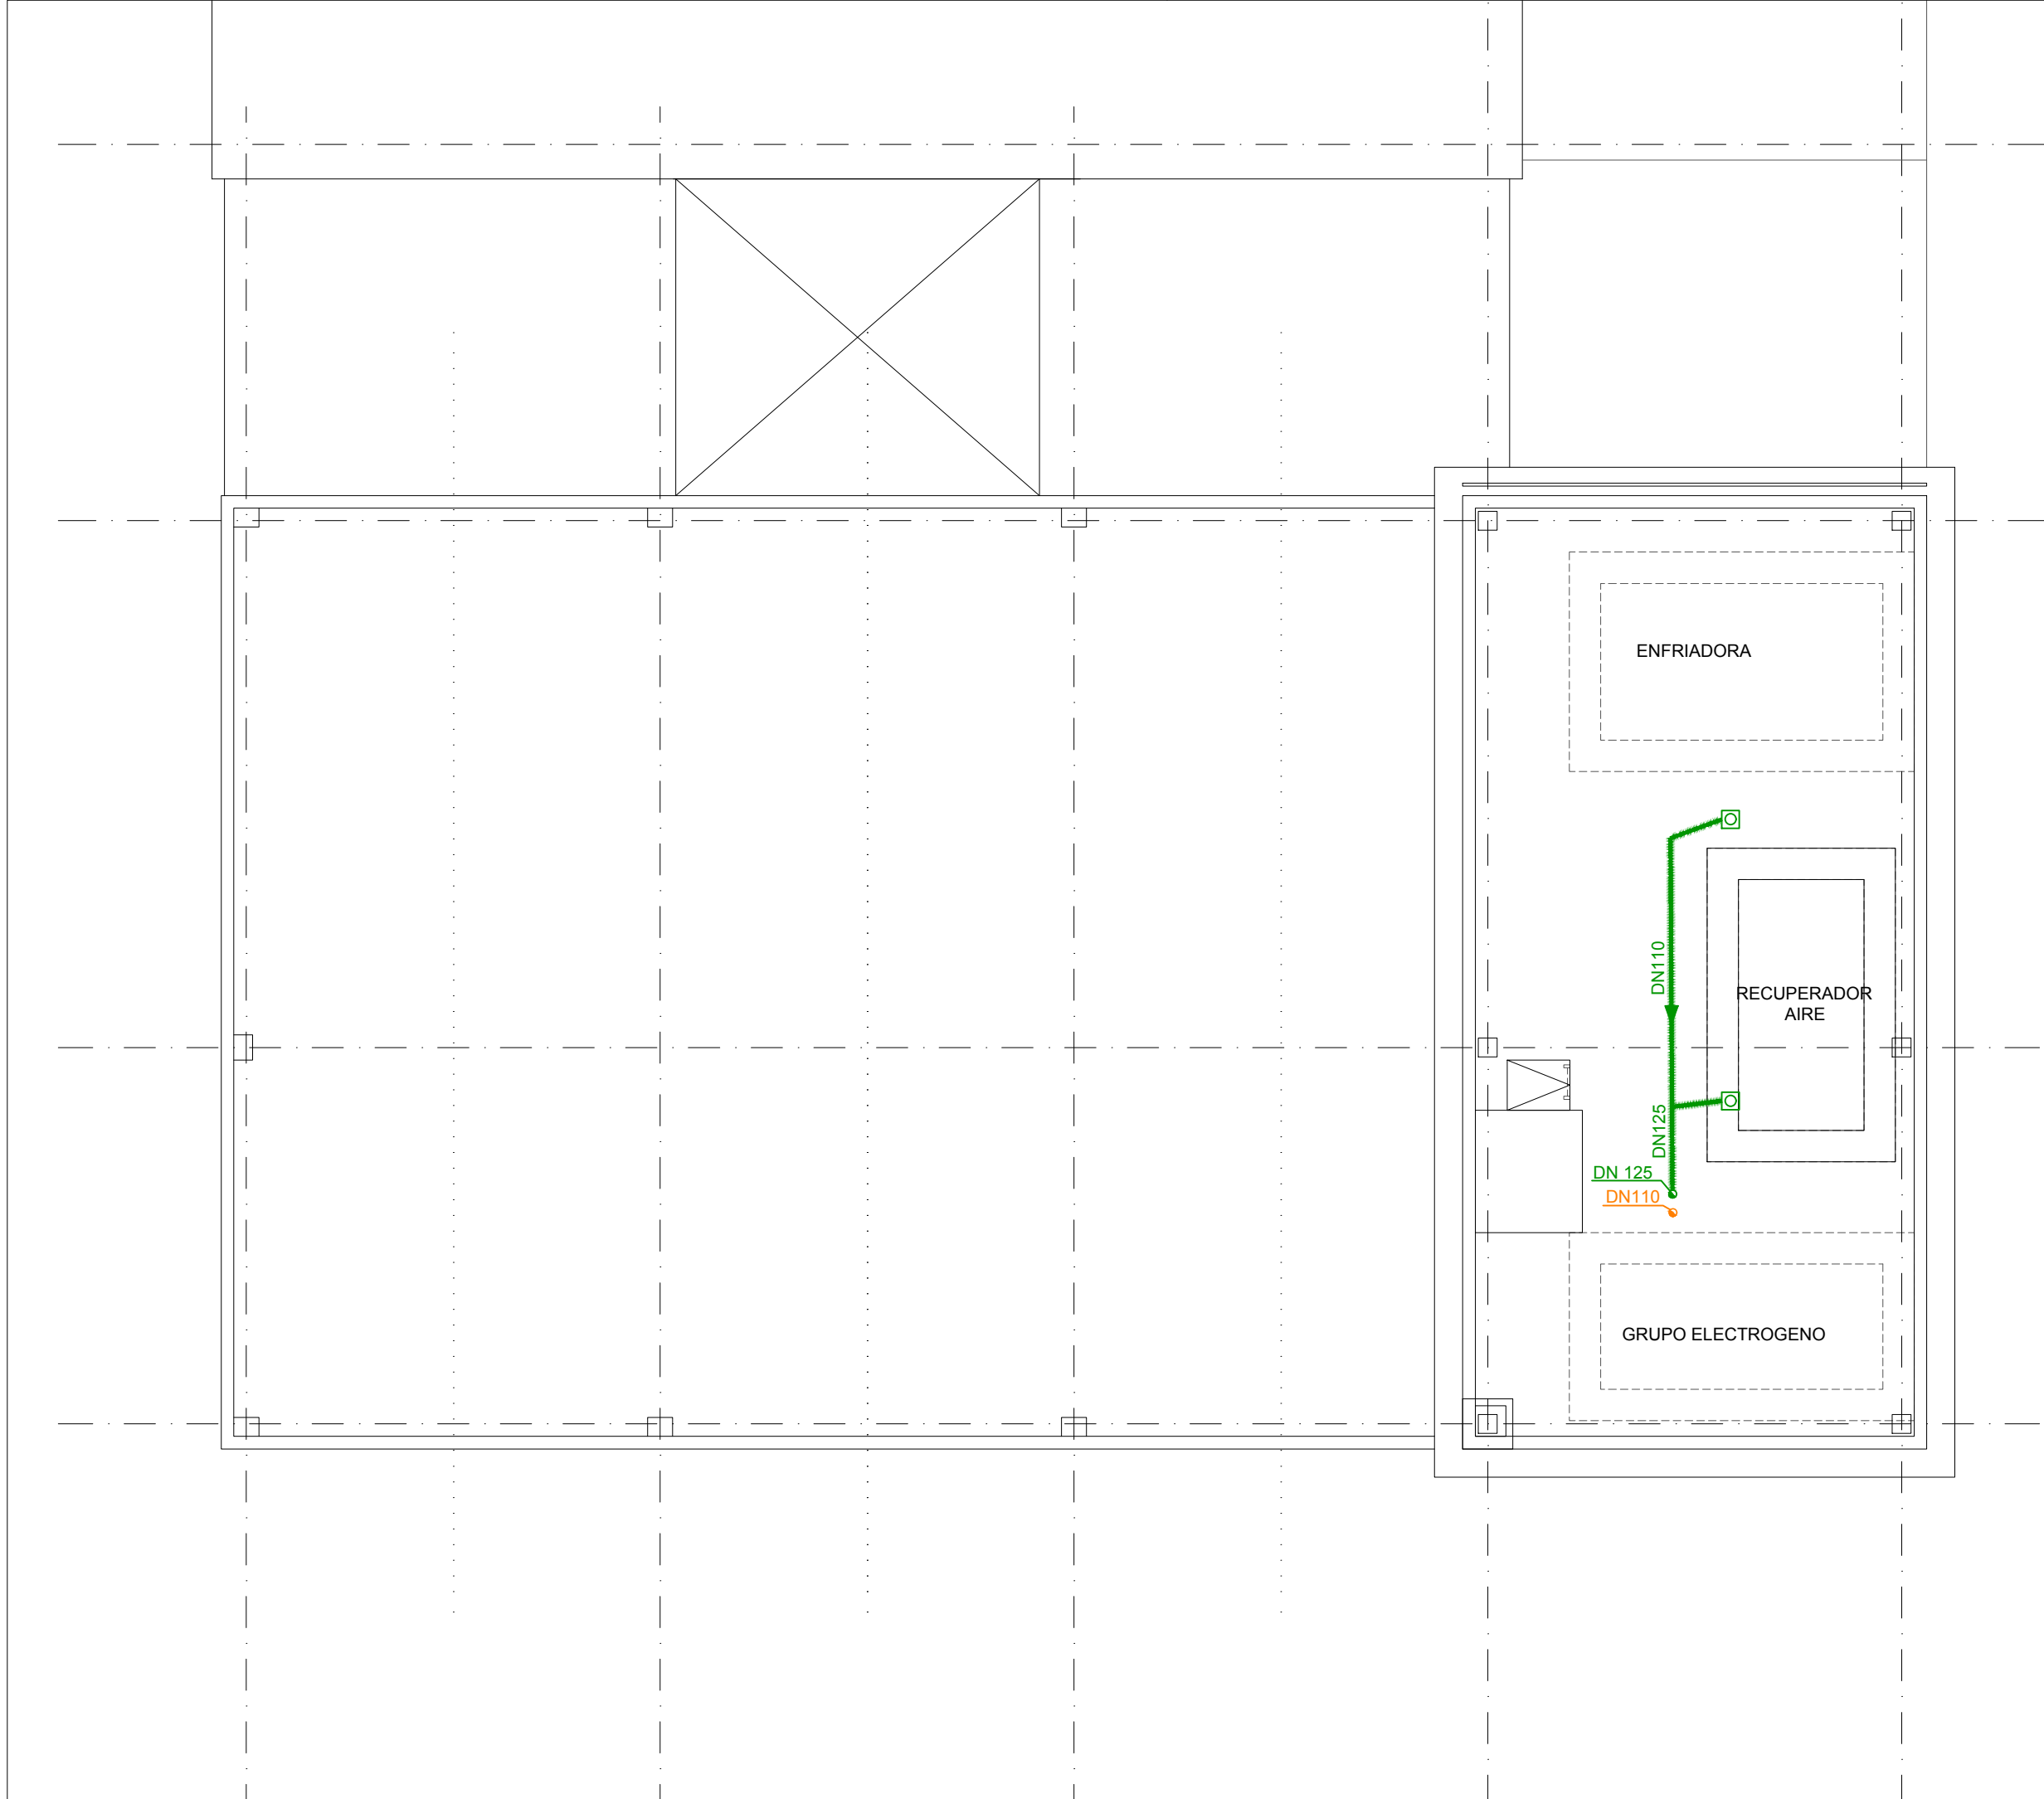 ENFRIADORA
DN110
RECUPERADOR
AIRE
DN125
DN 125
DN110
GRUPO ELECTROGENO